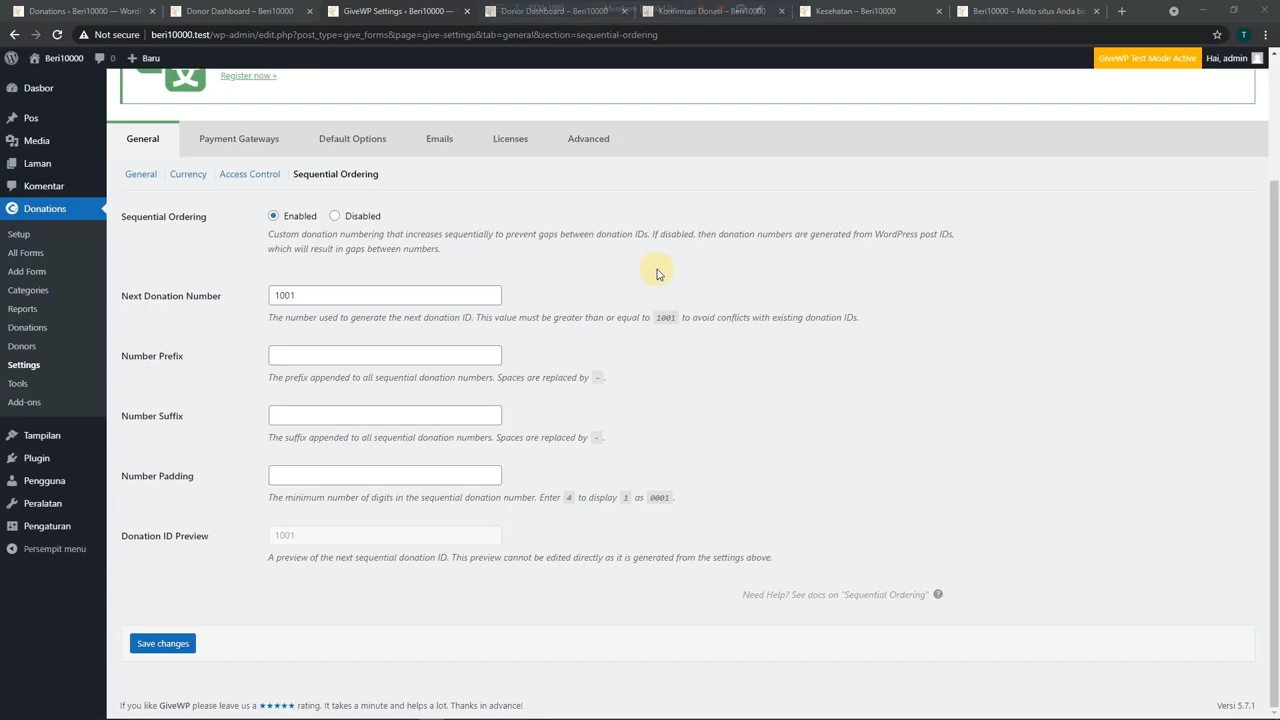 Donations ‹ Beri10000 — WordP
Donor Dashboard – Beri10000
GiveWP Settings ‹ Beri10000 —
Donor Dashboard – Beri10000
Konfirmasi Donasi – Beri10000
Kesehatan – Beri10000
Beri10000 – Moto situs Anda bi
Not secure | beri10000.test/wp-admin/edit.php?post_type=give_forms&page=give-settings&tab=general&section=sequential-ordering
T
Beri10000
0
Baru
GiveWP Test Mode Active
Hai, admin
Dasbor
Pos
Media
Laman
Komentar
Donations
Setup
All Forms
Add Form
Categories
Reports
Donations
Donors
Settings
Tools
Add-ons
Tampilan
Plugin
Pengguna
Peralatan
Pengaturan
Persempit menu
Register now »
General
Payment Gateways
Default Options
Emails
Licenses
Advanced
General | Currency | Access Control | Sequential Ordering
Sequential Ordering
Enabled
Disabled
Custom donation numbering that increases sequentially to prevent gaps between donation IDs. If disabled, then donation numbers are generated from WordPress post IDs,
which will result in gaps between numbers.
Next Donation Number
1001
The number used to generate the next donation ID. This value must be greater than or equal to 1001 to avoid conflicts with existing donation IDs.
Number Prefix
The prefix appended to all sequential donation numbers. Spaces are replaced by - .
Number Suffix
The suffix appended to all sequential donation numbers. Spaces are replaced by - .
Number Padding
The minimum number of digits in the sequential donation number. Enter 4 to display 1 as 0001 .
Donation ID Preview
1001
A preview of the next sequential donation ID. This preview cannot be edited directly as it is generated from the settings above.
Need Help? See docs on "Sequential Ordering"
Save changes
If you like GiveWP please leave us a ★★★★★ rating. It takes a minute and helps a lot. Thanks in advance!
Versi 5.7.1